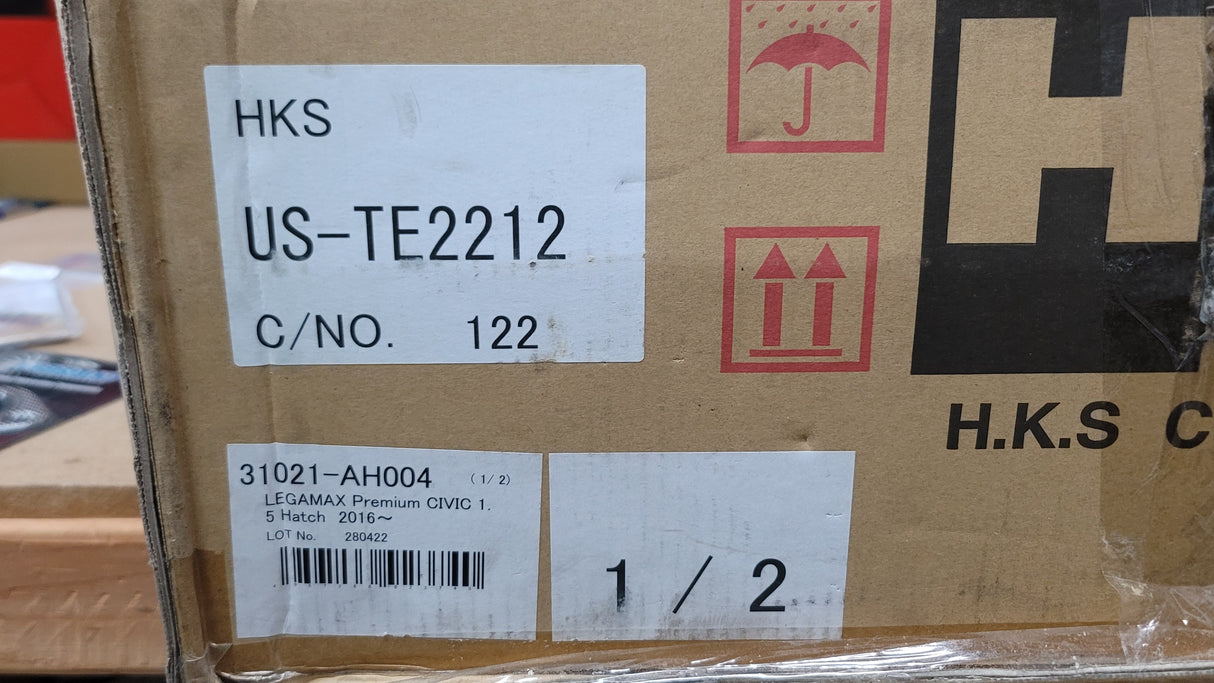 HKS
US-TE2212
C/NO. 122
H
H.K.S C
31021-AH004 (1/2)
LEGAMAX Premium CIVIC 1.
5 Hatch 2016~
LOT No. 280422
1 / 2